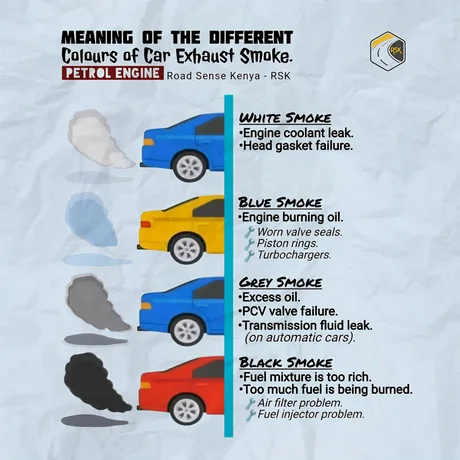 MEANING OF THE DIFFERENT
Colours of Car Exhaust Smoke.
PETROL ENGINE Road Sense Kenya - RSK
RSK
WHITE SMOKE
•Engine coolant leak.
•Head gasket failure.
BLUE SMOKE
•Engine burning oil.
Worn valve seals.
Piston rings.
Turbochargers.
GREY SMOKE
•Excess oil.
•PCV valve failure.
•Transmission fluid leak.
(on automatic cars).
BLACK SMOKE
•Fuel mixture is too rich.
•Too much fuel is being burned.
Air filter problem.
Fuel injector problem.